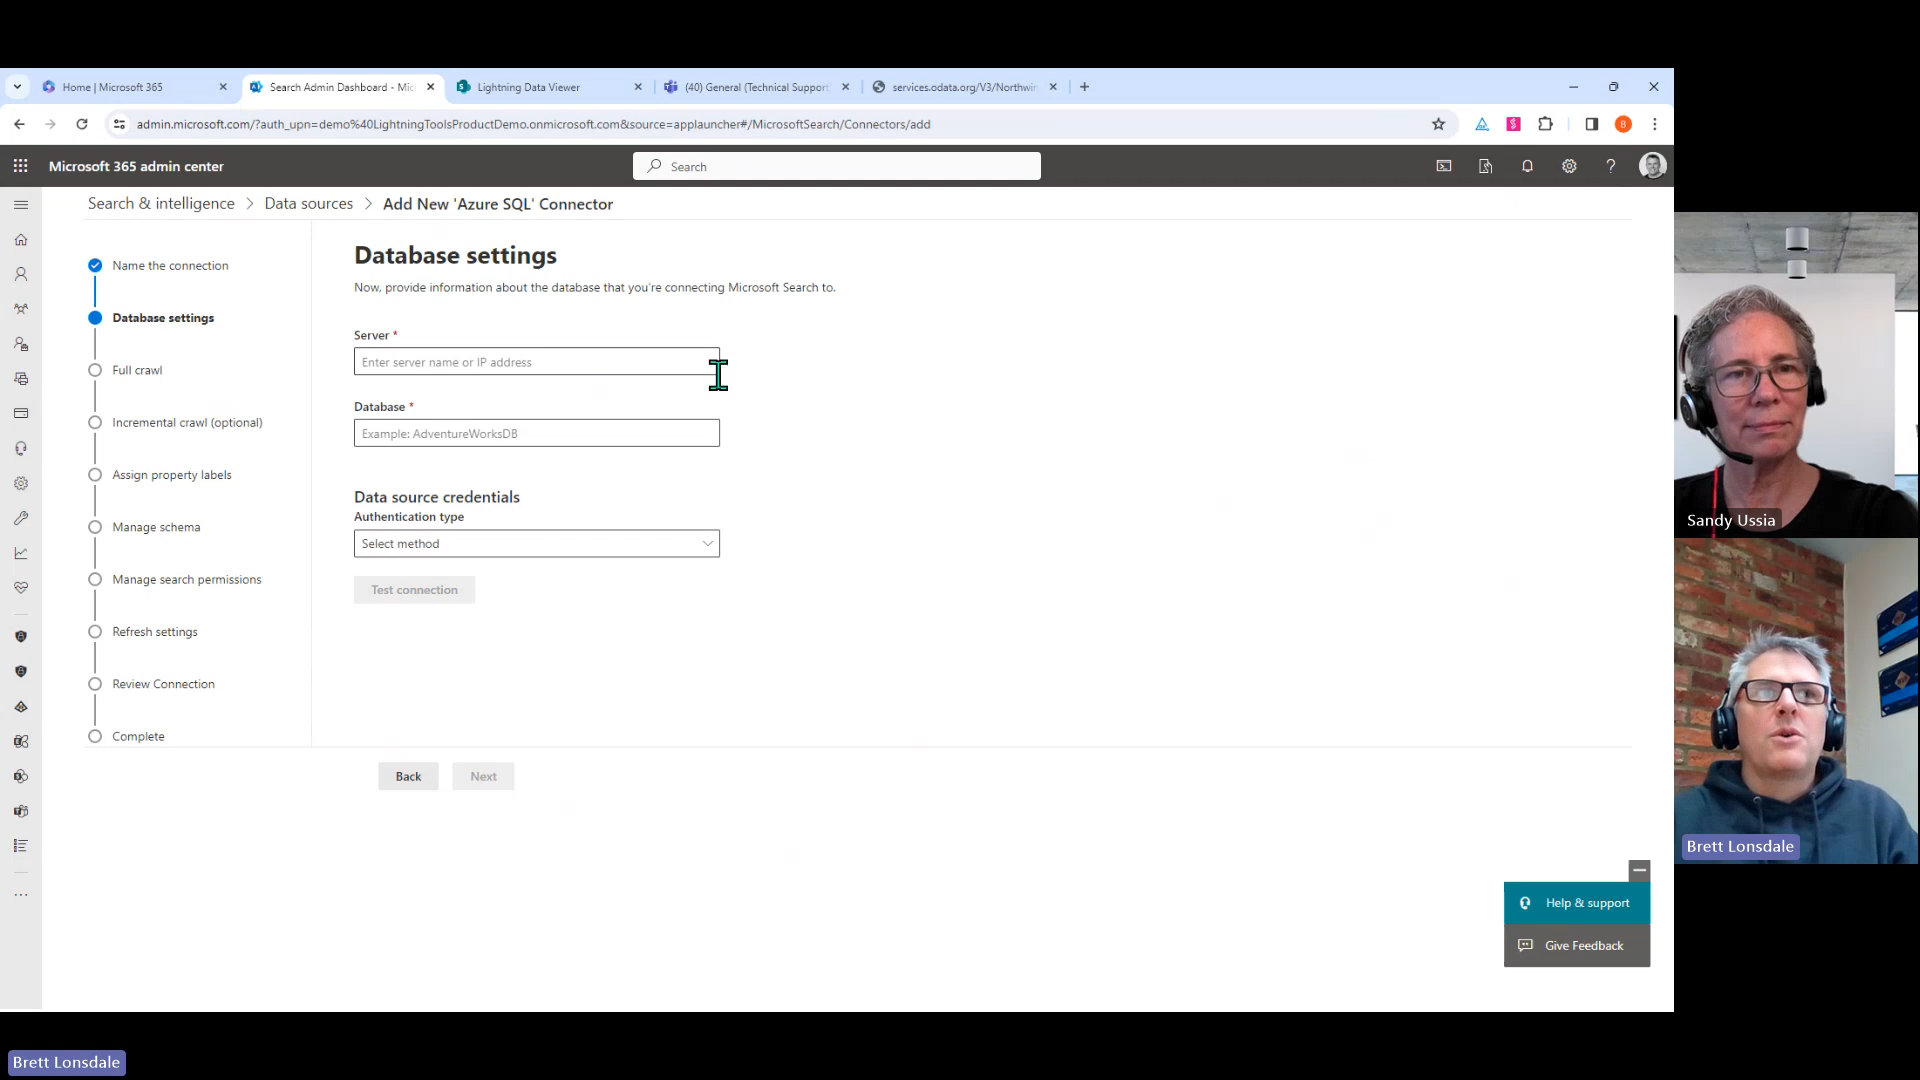 Home | Microsoft 365
Search Admin Dashboard - Mic
Lightning Data Viewer
(40) General (Technical Support
services.odata.org/V3/Northwin
admin.microsoft.com/?auth_upn=demo%40LightningToolsProductDemo.onmicrosoft.com&source=applauncher#/MicrosoftSearch/Connectors/add
B
Microsoft 365 admin center
Search
Search & intelligence > Data sources > Add New 'Azure SQL' Connector
Name the connection
Database settings
Full crawl
Incremental crawl (optional)
Assign property labels
Manage schema
Manage search permissions
Refresh settings
Review Connection
Complete
Database settings
Now, provide information about the database that you're connecting Microsoft Search to.
Server *
Enter server name or IP address
Database *
Example: AdventureWorksDB
Data source credentials
Authentication type
Select method
Test connection
Back
Next
Help & support
Give Feedback
Sandy Ussia
Brett Lonsdale
Brett Lonsdale